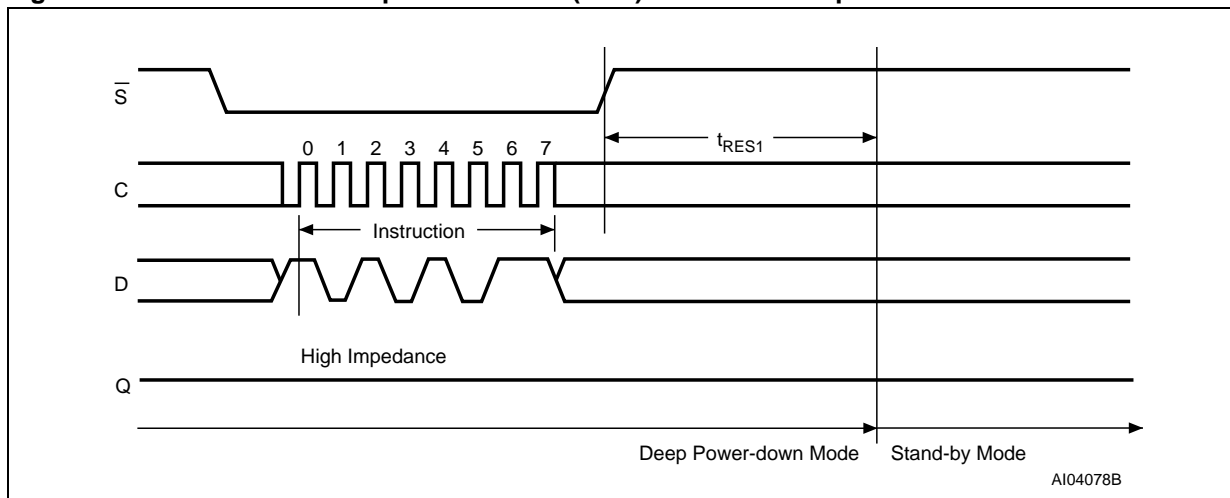 S
tRES1
0 1 2 3 4 5 6 7
C
Instruction
D
High Impedance
Q
Deep Power-down Mode Stand-by Mode
AI04078B